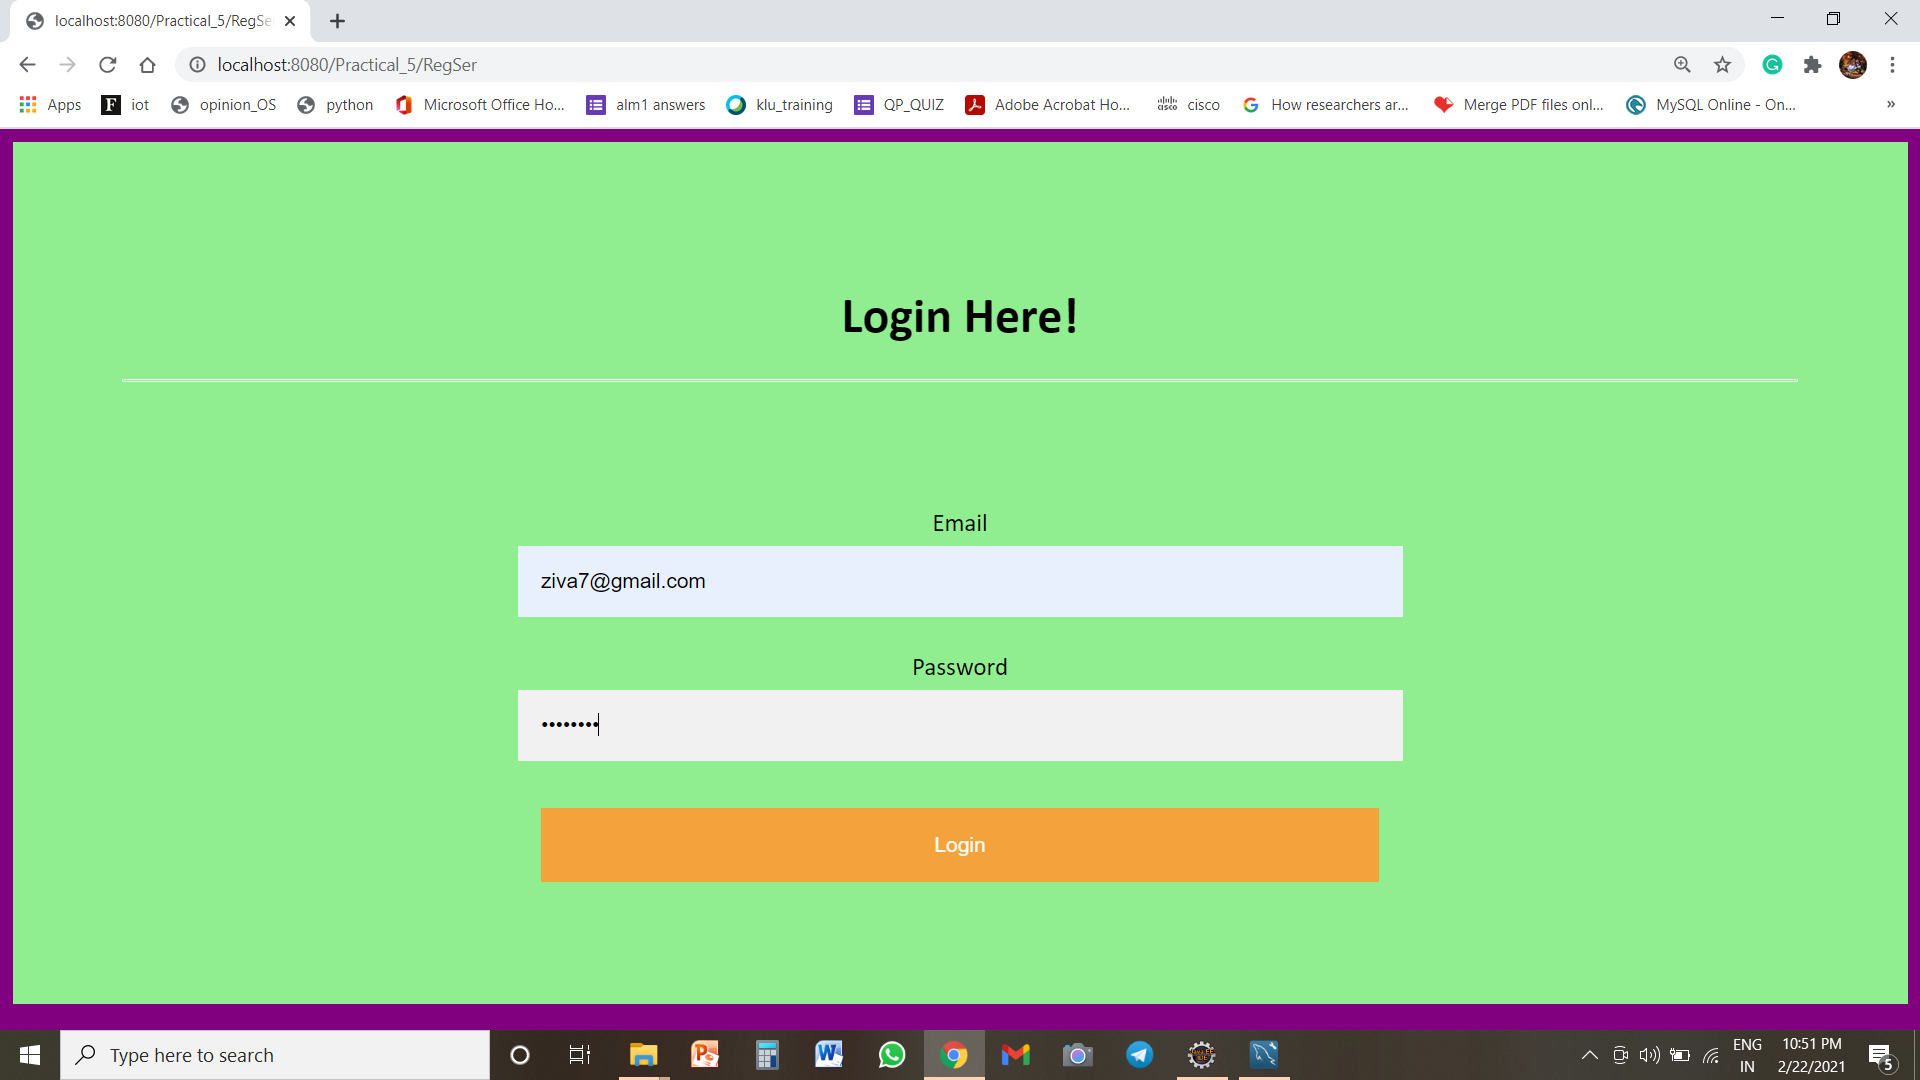 localhost:8080/Practical_5/RegSe
localhost:8080/Practical_5/RegSer
Apps F iot opinion_OS python Microsoft Office Ho... alm1 answers klu_training QP_QUIZ Adobe Acrobat Ho... cisco How researchers ar... Merge PDF files onl... MySQL Online - On... »
Login Here!
Email
ziva7@gmail.com
Password
••••••••
Login
Type here to search
ENG 10:51 PM
IN 2/22/2021 5